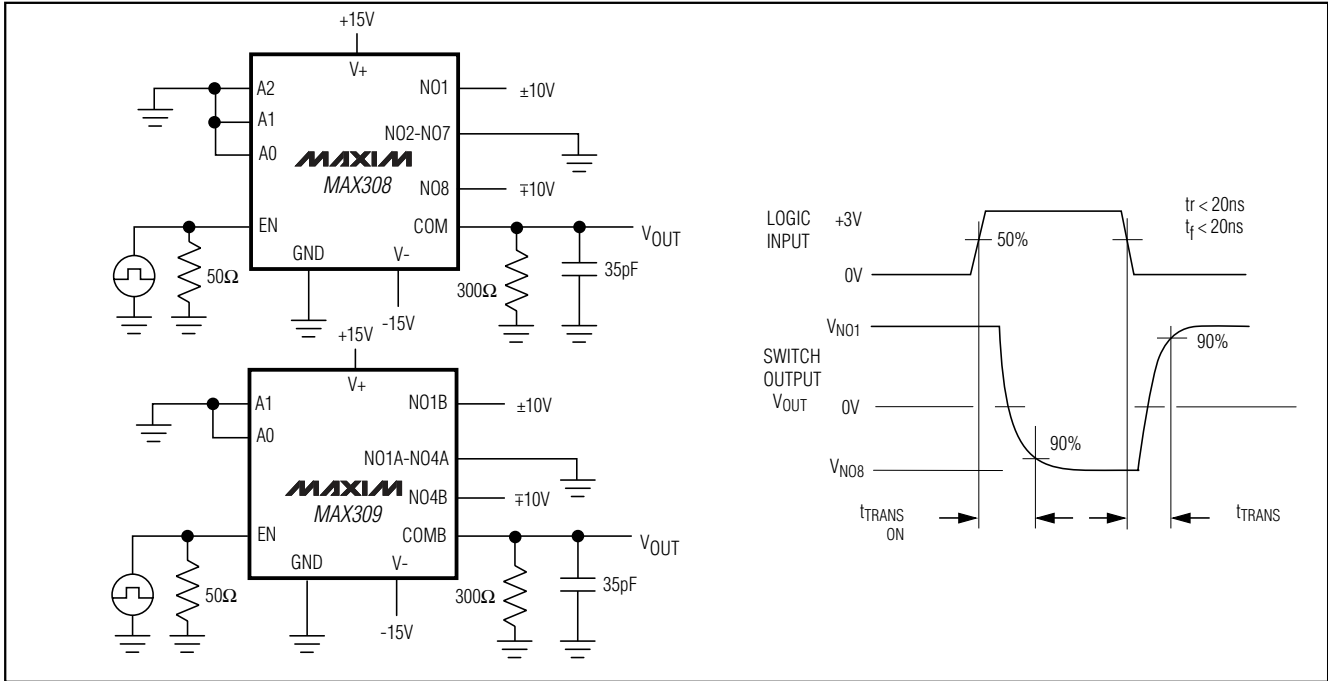 +15V
V+
A2
A1
A0
NO1
±10V
NO2-NO7
MAXIM
MAX308
NO8
∓10V
EN
COM
VOUT
GND
V-
50Ω
300Ω
35pF
-15V
+15V
V+
A1
A0
NO1B
±10V
NO1A-NO4A
MAXIM
MAX309
NO4B
∓10V
EN
COMB
VOUT
GND
V-
50Ω
300Ω
35pF
-15V
LOGIC
INPUT
+3V
50%
0V
tr < 20ns
tf < 20ns
VNO1
90%
SWITCH
OUTPUT
VOUT
0V
90%
VNO8
tTRANS
ON
tTRANS